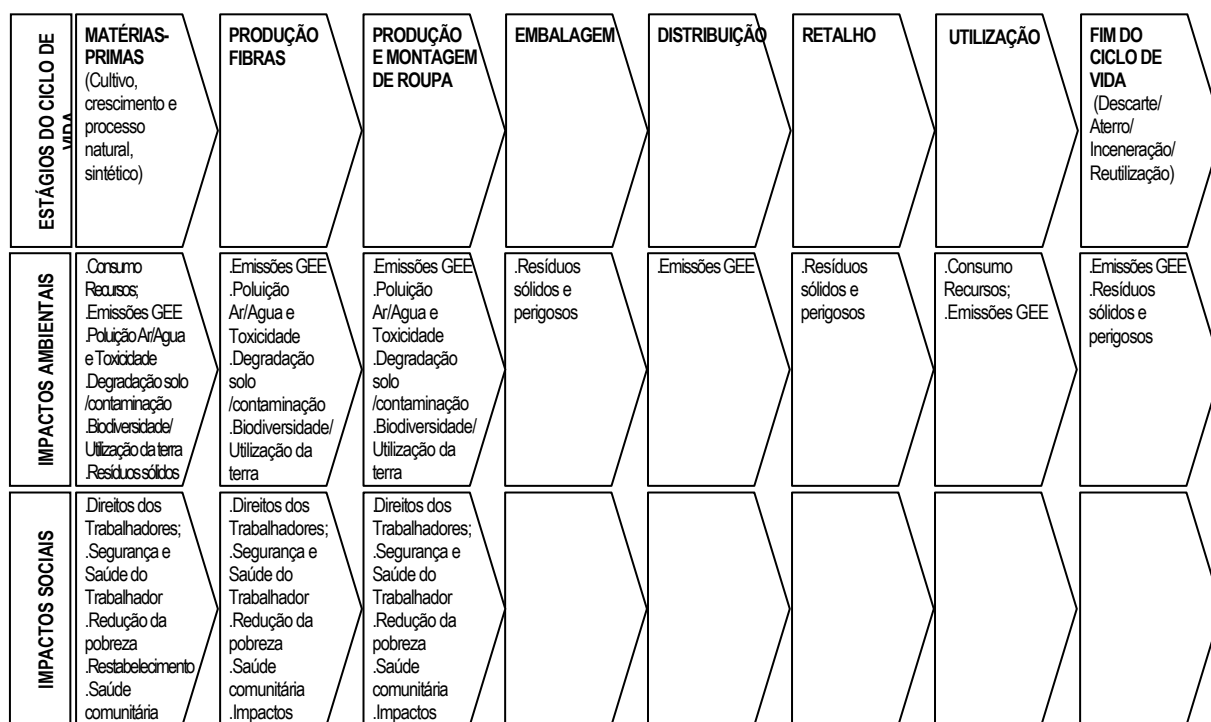 ESTÁGIOS DO CICLO DE
VIDA
MATÉRIAS-
PRIMAS
(Cultivo,
crescimento e
processo
natural,
sintético)
PRODUÇÃO
FIBRAS
PRODUÇÃO
E MONTAGEM
DE ROUPA
EMBALAGEM
DISTRIBUIÇÃO
RETALHO
UTILIZAÇÃO
FIM DO
CICLO DE
VIDA
(Descarte/
Aterro/
Inceneração/
Reutilização)
IMPACTOS AMBIENTAIS
.Consumo
Recursos;
.Emissões GEE
.Poluição Ar/Agua
e Toxicidade
.Degradação solo
/contaminação
.Biodiversidade/
Utilização da terra
.Resíduos sólidos
.Emissões GEE
.Poluição
Ar/Agua e
Toxicidade
.Degradação
solo
/contaminação
.Biodiversidade/
Utilização da
terra
.Emissões GEE
.Poluição
Ar/Agua e
Toxicidade
.Degradação
solo
/contaminação
.Biodiversidade/
Utilização da
terra
.Resíduos
sólidos e
perigosos
.Emissões GEE
.Resíduos
sólidos e
perigosos
.Consumo
Recursos;
.Emissões GEE
.Emissões GEE
.Resíduos
sólidos e
perigosos
IMPACTOS SOCIAIS
.Direitos dos
Trabalhadores;
.Segurança e
Saúde do
Trabalhador
.Redução da
pobreza
.Restabelecimento
.Saúde
comunitária
.Direitos dos
Trabalhadores;
.Segurança e
Saúde do
Trabalhador
.Redução da
pobreza
.Saúde
comunitária
.Impactos
.Direitos dos
Trabalhadores;
.Segurança e
Saúde do
Trabalhador
.Redução da
pobreza
.Saúde
comunitária
.Impactos